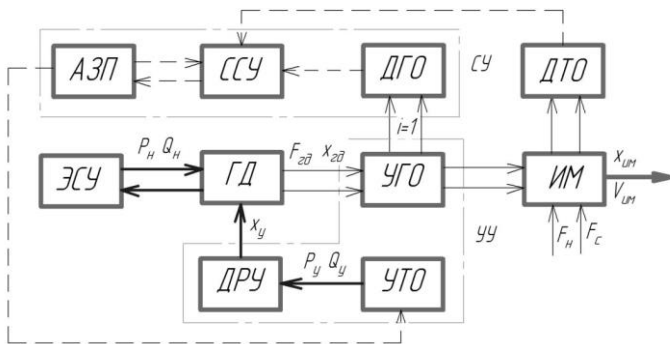 АЗП ССУ ДГО СУ ДТО
i=1
Pн Qн Fгд xгд xим
ЭСУ ГД УГО ИМ
Vим
xу Fн Fс
УУ
Pу Qу
ДРУ УТО